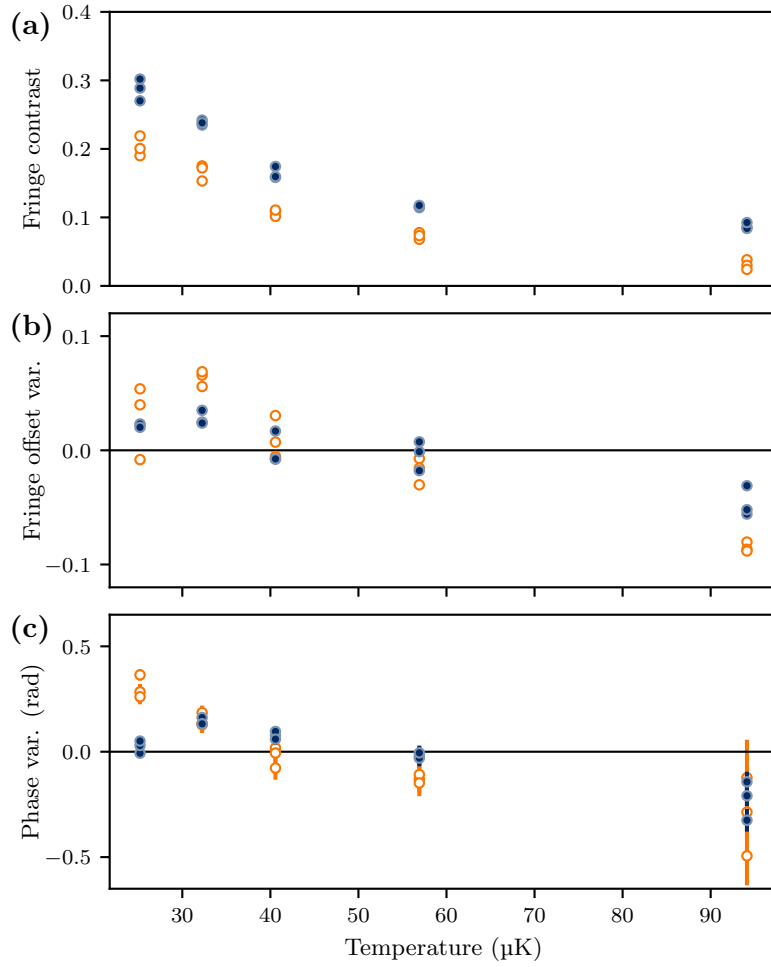 (a)
Fringe contrast
0.4
0.3
0.2
0.1
0.0
(b)
Fringe offset var.
0.1
0.0
−0.1
(c)
Phase var. (rad)
0.5
0.0
−0.5
30 40 50 60 70 80 90
Temperature (µK)